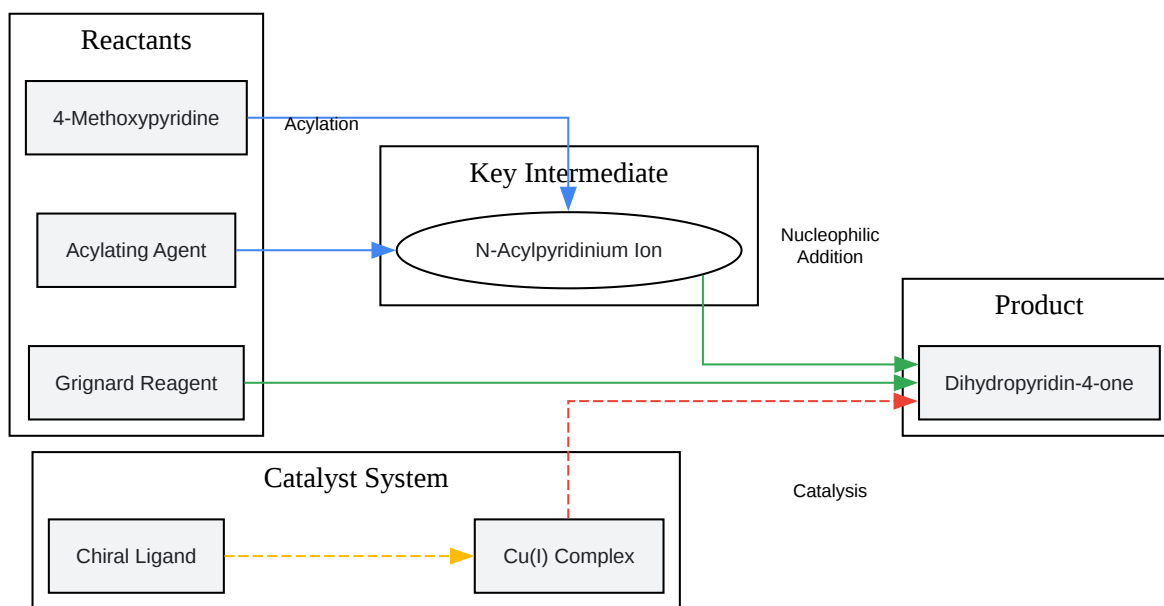 Reactants
4-Methoxypyridine
Acylation
Key Intermediate
Acylating Agent
N-Acylpyridinium Ion
Nucleophilic
Addition
Product
Grignard Reagent
Dihydropyridin-4-one
Catalyst System
Catalysis
Chiral Ligand
Cu(I) Complex